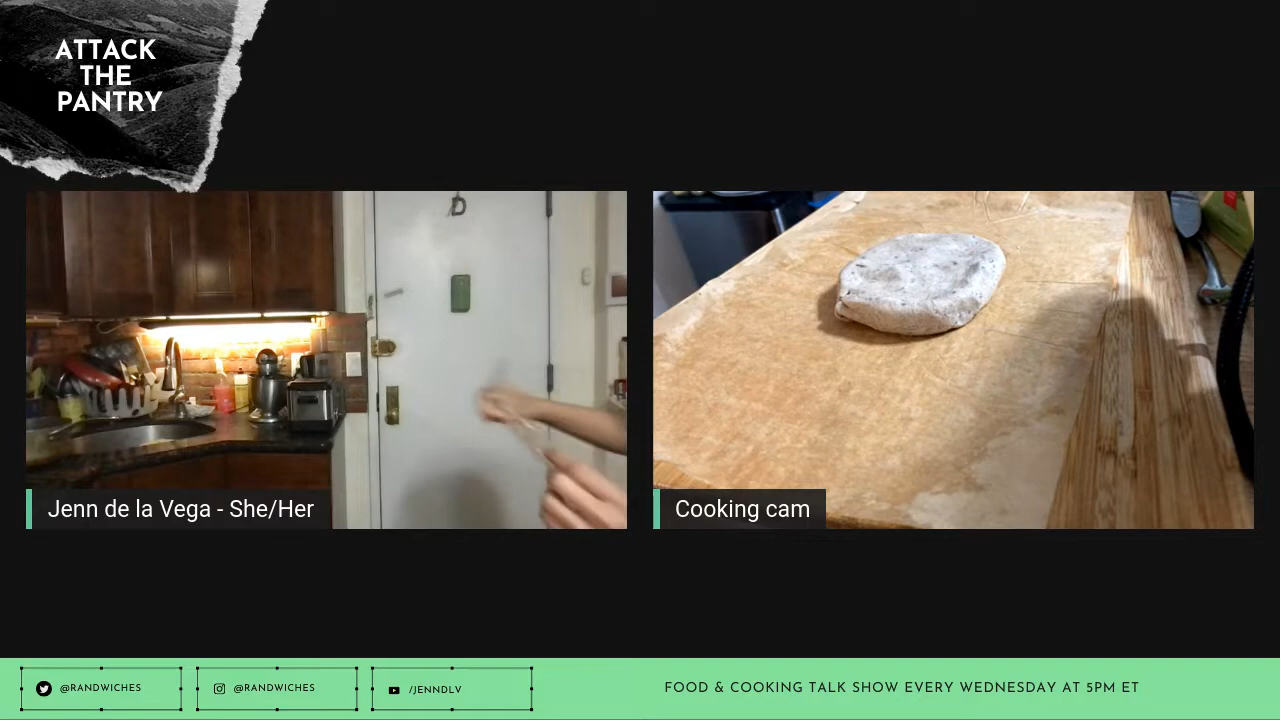 ATTACK
THE
PANTRY
D
Jenn de la Vega - She/Her
Cooking cam
@RANDWICHES
@RANDWICHES
/JENNDLV
FOOD & COOKING TALK SHOW EVERY WEDNESDAY AT 5PM ET